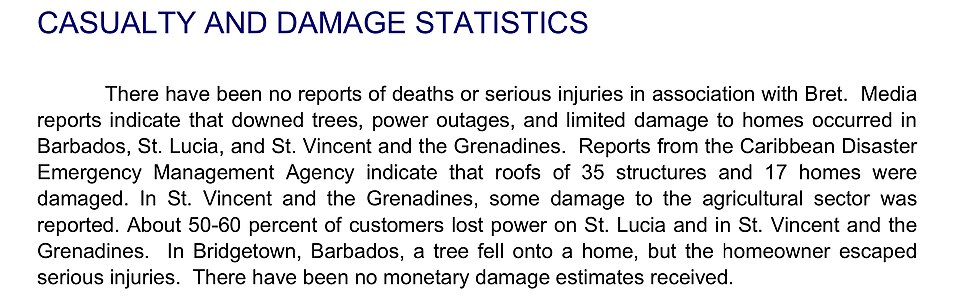 CASUALTY AND DAMAGE STATISTICS
There have been no reports of deaths or serious injuries in association with Bret.  Media
reports indicate that downed trees, power outages, and limited damage to homes occurred in
Barbados, St. Lucia, and St. Vincent and the Grenadines.  Reports from the Caribbean Disaster
Emergency Management Agency indicate that roofs of 35 structures and 17 homes were
damaged. In St. Vincent and the Grenadines, some damage to the agricultural sector was
reported. About 50-60 percent of customers lost power on St. Lucia and in St. Vincent and the
Grenadines.  In Bridgetown, Barbados, a tree fell onto a home, but the homeowner escaped
serious injuries.  There have been no monetary damage estimates received.